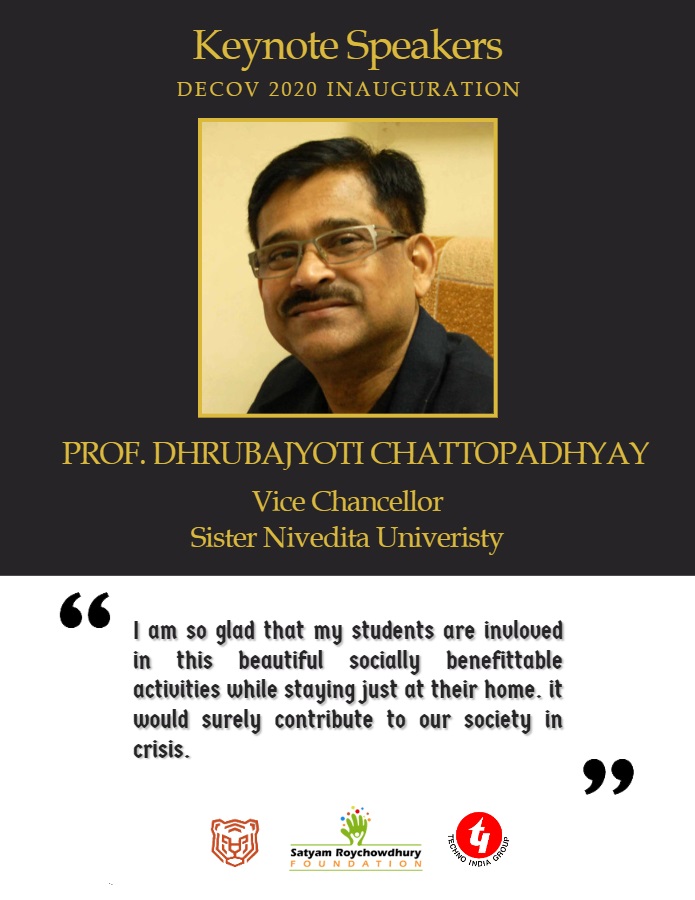 Keynote Speakers
DECOV 2020 INAUGURATION
PROF. DHRUBAJYOTI CHATTOPADHYAY
Vice Chancellor
Sister Nivedita Univeristy
“
I am so glad that my students are invloved
in this beautiful socially benefittable
activities while staying just at their home. it
would surely contribute to our society in
crisis.
”
Satyam Roychowdhury
FOUNDATION
TECHNO INDIA GROUP